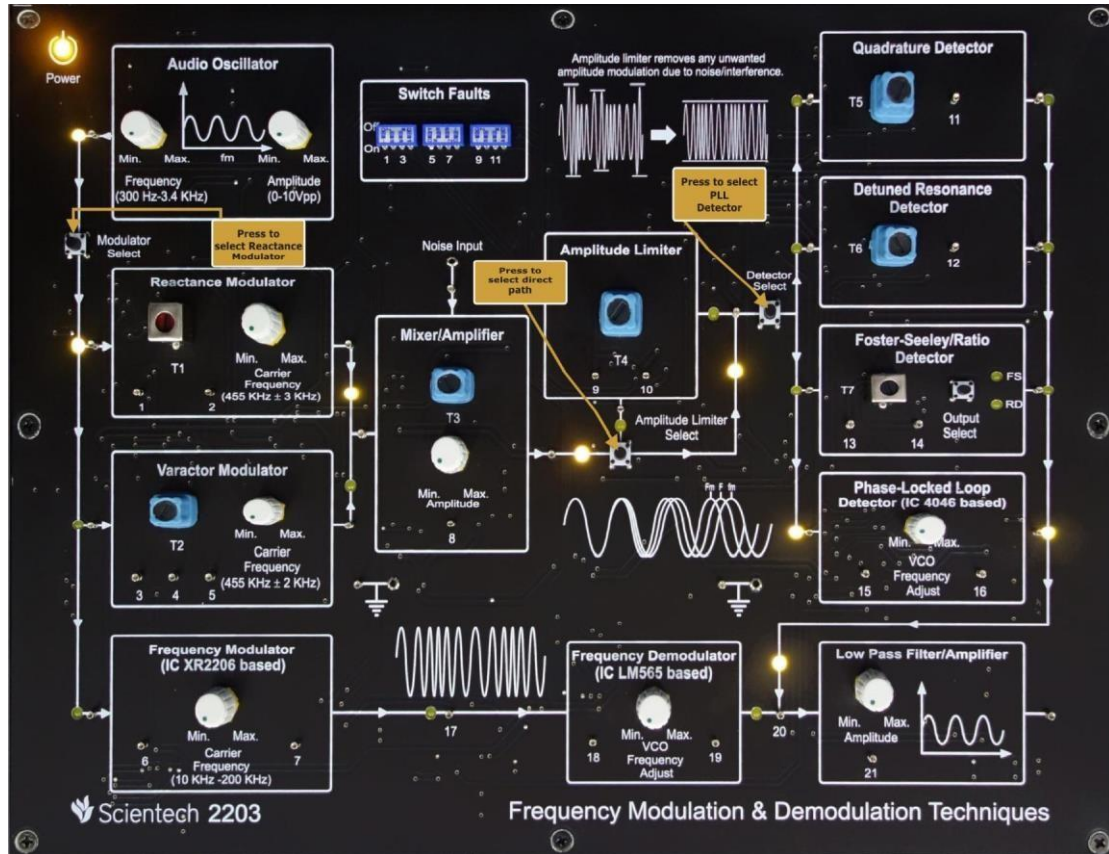 Power
Audio Oscillator
Min.
Max.
fm
Min.
Max.
Frequency
(300 Hz-3.4 KHz)
Amplitude
(0-10Vpp)
Switch Faults
Off
On
1 3
5 7
9 11
Amplitude limiter removes any unwanted
amplitude modulation due to noise/interference.
Quadrature Detector
T5
11
Press to
select Reactance
Modulator
Modulator
Select
Noise Input
Press to select
PLL
Detector
Detuned Resonance
Detector
T6
12
Reactance Modulator
T1
Min.
Max.
Carrier
Frequency
(455 KHz ± 3 KHz)
1
2
Mixer/Amplifier
T3
Min.
Max.
Amplitude
8
Press to
select direct
path
Amplitude Limiter
T4
9
10
Detector
Select
Amplitude Limiter
Select
Foster-Seeley/Ratio
Detector
T7
FS
RD
Output
Select
13
14
Varactor Modulator
T2
Min.
Max.
Carrier
Frequency
(455 KHz ± 2 KHz)
3
4
5
Fm F fm
Phase-Locked Loop
Detector (IC 4046 based)
Min.
Max.
VCO
Frequency
Adjust
15
16
Frequency Modulator
(IC XR2206 based)
Min.
Max.
Carrier
Frequency
(10 KHz -200 KHz)
6
7
17
Frequency Demodulator
(IC LM565 based)
Min.
Max.
VCO
Frequency
Adjust
18
19
20
Low Pass Filter/Amplifier
Min.
Max.
Amplitude
21
Scientech 2203
Frequency Modulation & Demodulation Techniques